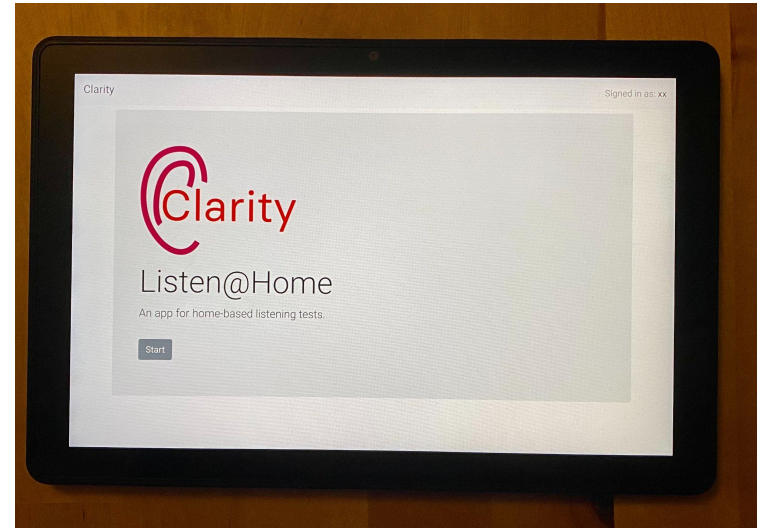 Clarity
Signed in as: xx
Clarity
Listen@Home
An app for home-based listening tests.
Start